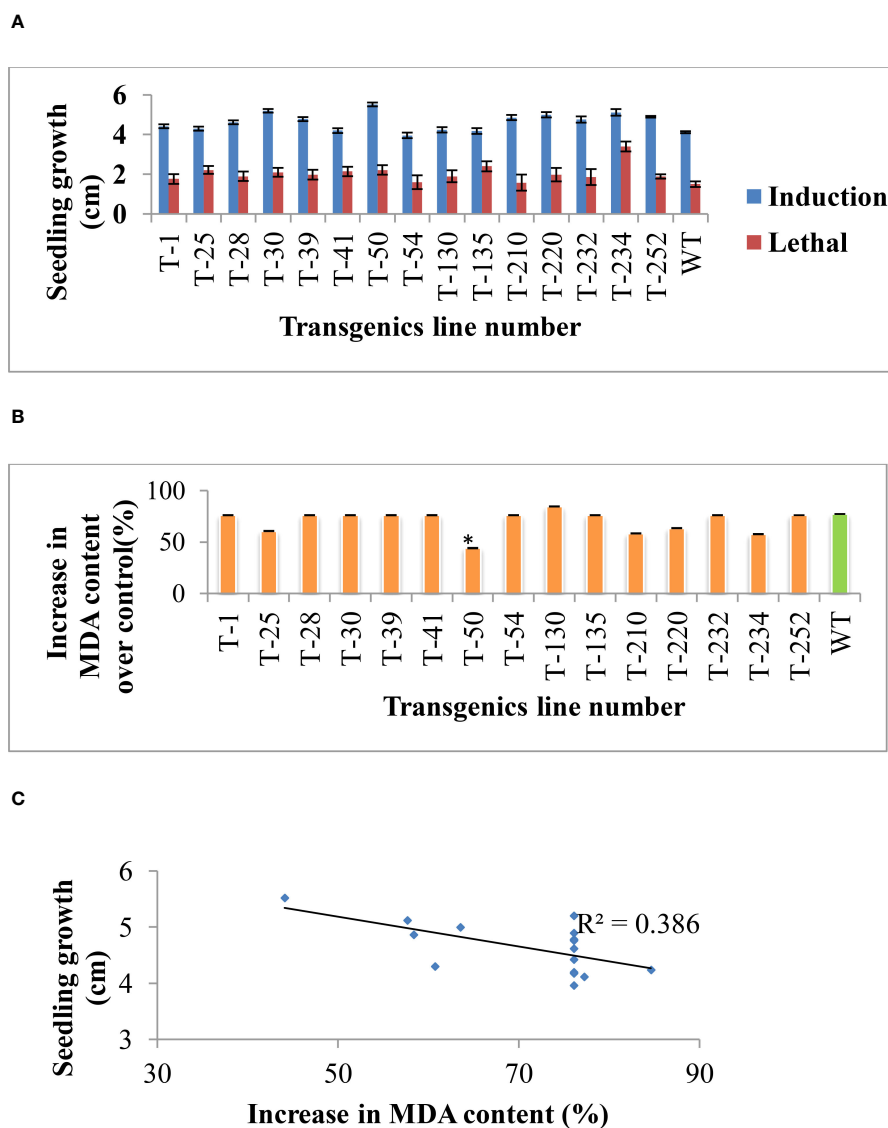 A
Seedling growth
(cm)
6
4
2
0
T-1
T-25
T-28
T-30
T-39
T-41
T-50
T-54
T-130
T-135
T-210
T-220
T-232
T-234
T-252
WT
Transgenics line number
Induction
Lethal
B
Increase in
MDA content
over control(%)
100
50
0
*
T-1
T-25
T-28
T-30
T-39
T-41
T-50
T-54
T-130
T-135
T-210
T-220
T-232
T-234
T-252
WT
Transgenics line number
C
Seedling growth
(cm)
6
5
4
3
R² = 0.386
30
50
70
90
Increase in MDA content (%)